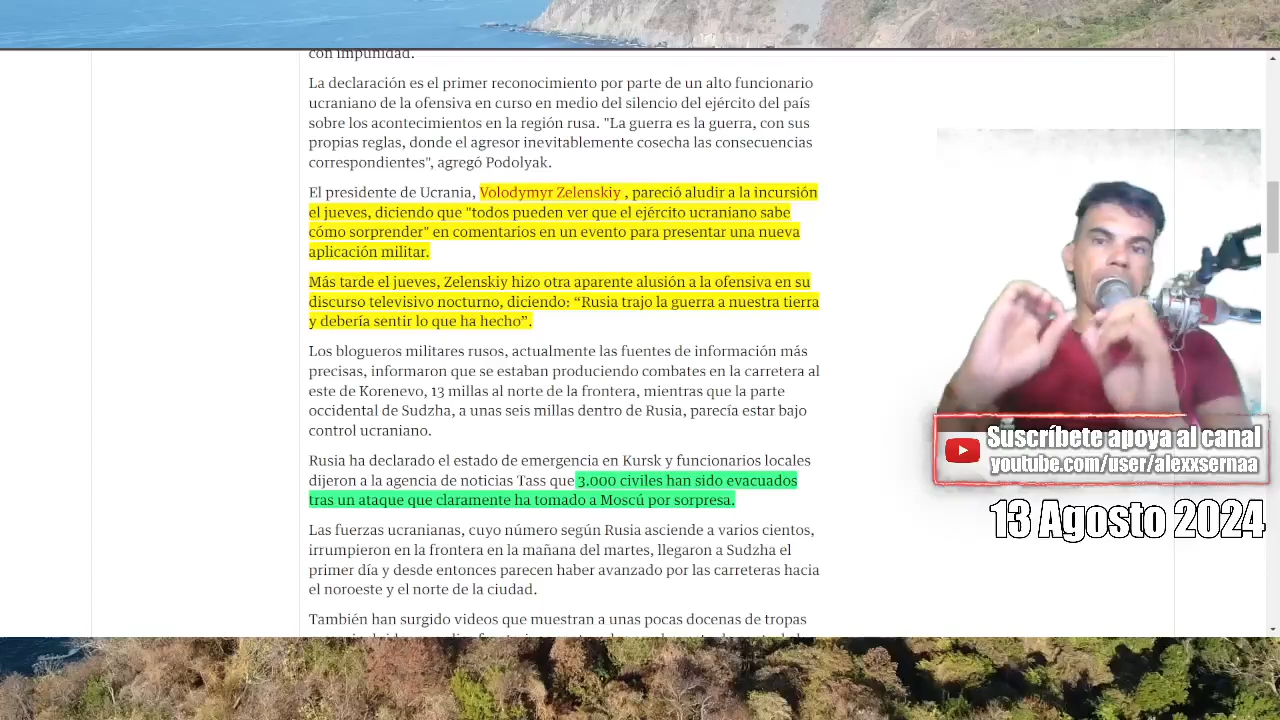 con impunidad.
La declaración es el primer reconocimiento por parte de un alto funcionario
ucraniano de la ofensiva en curso en medio del silencio del ejército del país
sobre los acontecimientos en la región rusa. "La guerra es la guerra, con sus
propias reglas, donde el agresor inevitablemente cosecha las consecuencias
correspondientes", agregó Podolyak.
El presidente de Ucrania, Volodymyr Zelenskiy , pareció aludir a la incursión
el jueves, diciendo que "todos pueden ver que el ejército ucraniano sabe
cómo sorprender" en comentarios en un evento para presentar una nueva
aplicación militar.
Más tarde el jueves, Zelenskiy hizo otra aparente alusión a la ofensiva en su
discurso televisivo nocturno, diciendo: “Rusia trajo la guerra a nuestra tierra
y debería sentir lo que ha hecho”.
Los blogueros militares rusos, actualmente las fuentes de información más
precisas, informaron que se estaban produciendo combates en la carretera al
este de Korenevo, 13 millas al norte de la frontera, mientras que la parte
occidental de Sudzha, a unas seis millas dentro de Rusia, parecía estar bajo
control ucraniano.
Rusia ha declarado el estado de emergencia en Kursk y funcionarios locales
dijeron a la agencia de noticias Tass que 3.000 civiles han sido evacuados
tras un ataque que claramente ha tomado a Moscú por sorpresa.
Las fuerzas ucranianas, cuyo número según Rusia asciende a varios cientos,
irrumpieron en la frontera en la mañana del martes, llegaron a Sudzha el
primer día y desde entonces parecen haber avanzado por las carreteras hacia
el noroeste y el norte de la ciudad.
También han surgido videos que muestran a unas pocas docenas de tropas
Suscríbete apoya al canal
youtube.com/user/alexxsernaa
13 Agosto 2024